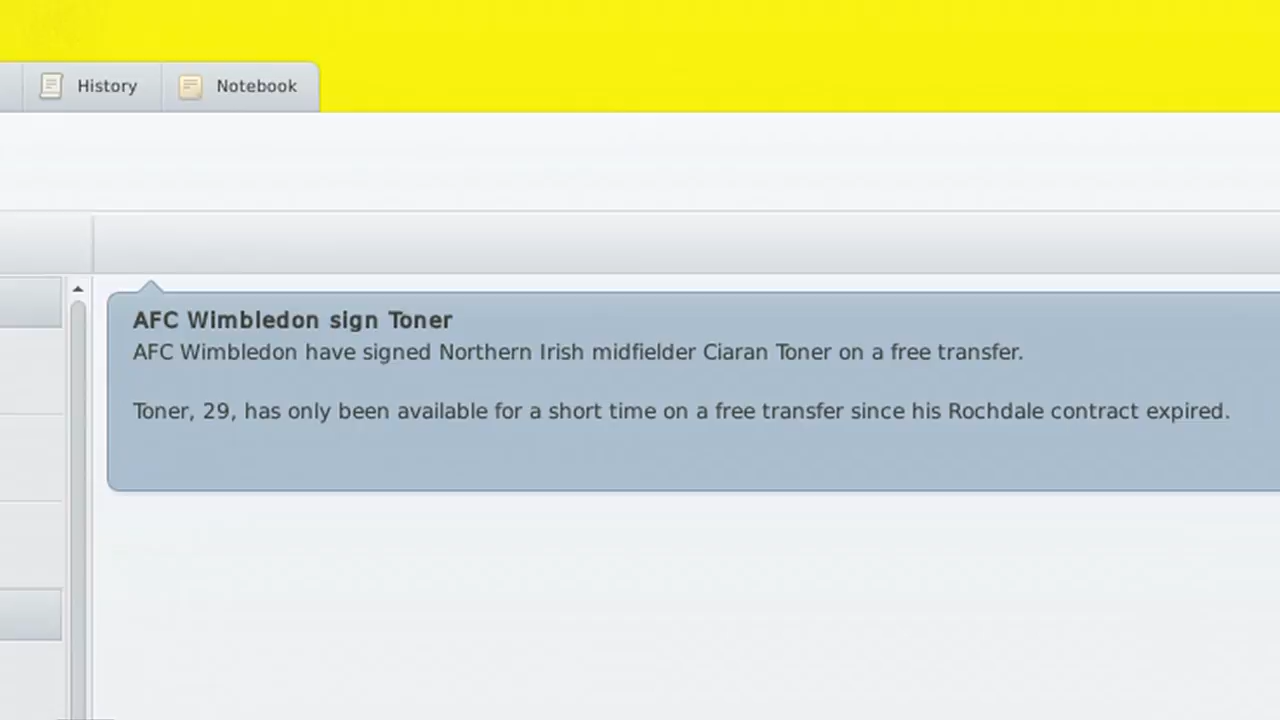 History
Notebook
AFC Wimbledon sign Toner
AFC Wimbledon have signed Northern Irish midfielder Ciaran Toner on a free transfer.
Toner, 29, has only been available for a short time on a free transfer since his Rochdale contract expired.